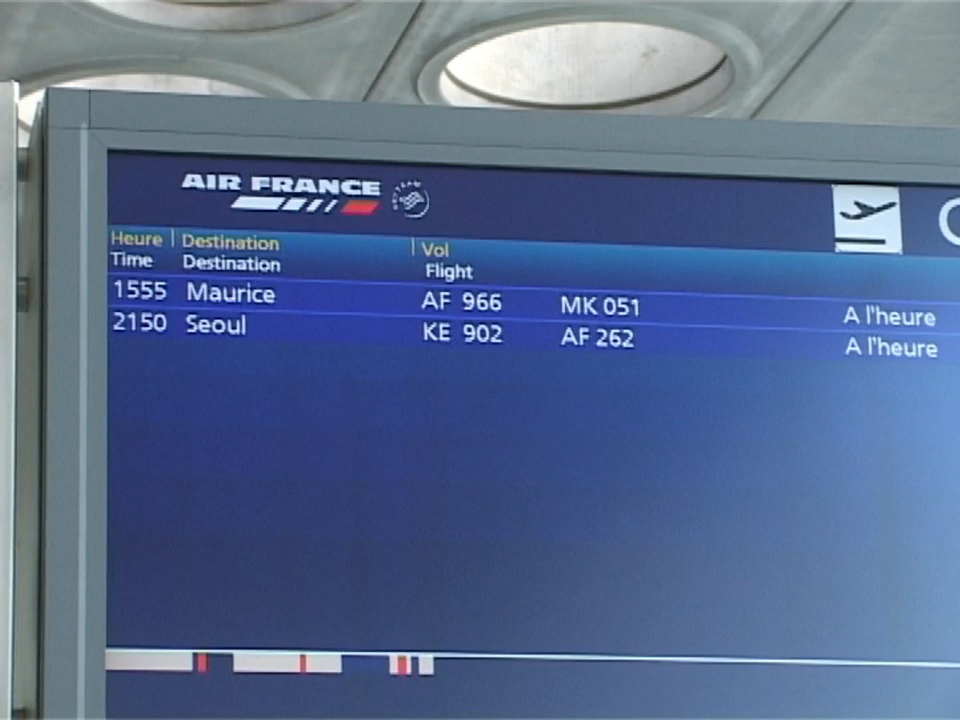 AIR FRANCE
Heure Destination Vol
Time Destination Flight
1555 Maurice AF 966 MK 051 A l'heure
2150 Seoul KE 902 AF 262 A l'heure